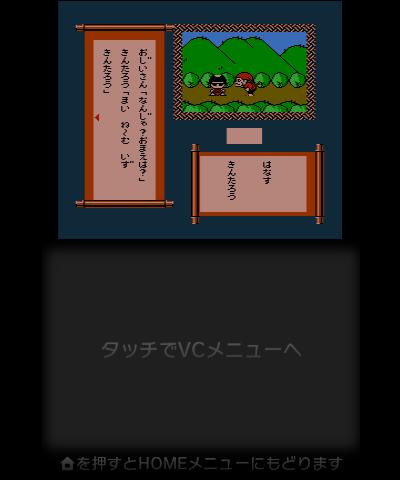 おじいさん「なんじゃ?おまえは?」
きんたろう「まい ね〜む いず
きんたろう」
はなす
きんたろう
タッチでVCメニューへ
を押すとHOMEメニューにもどります